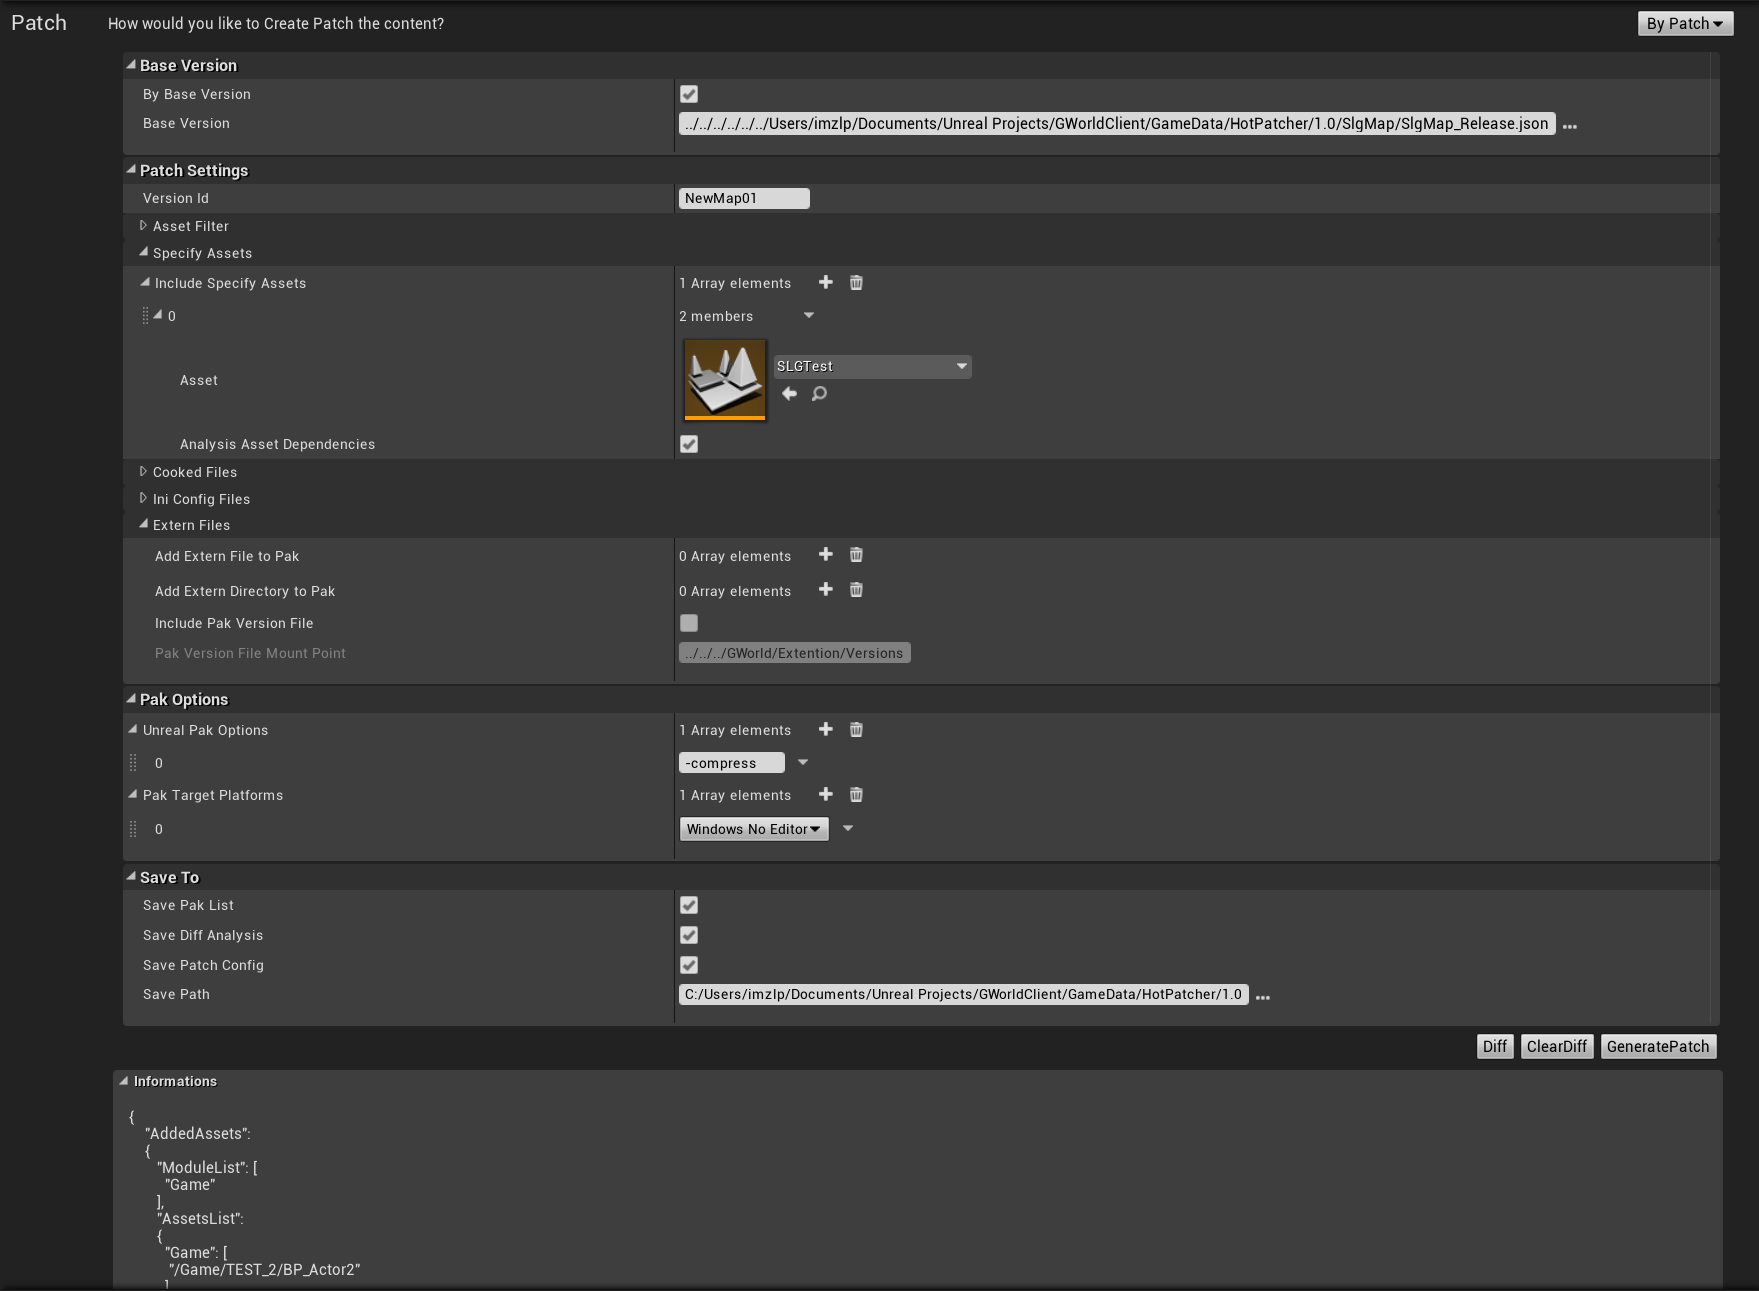 Patch How would you like to Create Patch the content? By Patch
Base Version
By Base Version
Base Version ../../../../../../Users/imzlp/Documents/Unreal Projects/GWorldClient/GameData/HotPatcher/1.0/SlgMap/SlgMap_Release.json ...
Patch Settings
Version Id NewMap01
Asset Filter
Specify Assets
Include Specify Assets 1 Array elements
0 2 members
SLGTest
Asset
Analysis Asset Dependencies
Cooked Files
Ini Config Files
Extern Files
Add Extern File to Pak 0 Array elements
Add Extern Directory to Pak 0 Array elements
Include Pak Version File
Pak Version File Mount Point ../../../GWorld/Extention/Versions
Pak Options
Unreal Pak Options 1 Array elements
0 -compress
Pak Target Platforms 1 Array elements
0 Windows No Editor
Save To
Save Pak List
Save Diff Analysis
Save Patch Config
Save Path C:/Users/imzlp/Documents/Unreal Projects/GWorldClient/GameData/HotPatcher/1.0 ...
Diff ClearDiff GeneratePatch
Informations
{
"AddedAssets":
{
"ModuleList": [
"Game"
],
"AssetsList":
{
"Game": [
"/Game/TEST_2/BP_Actor2"
]